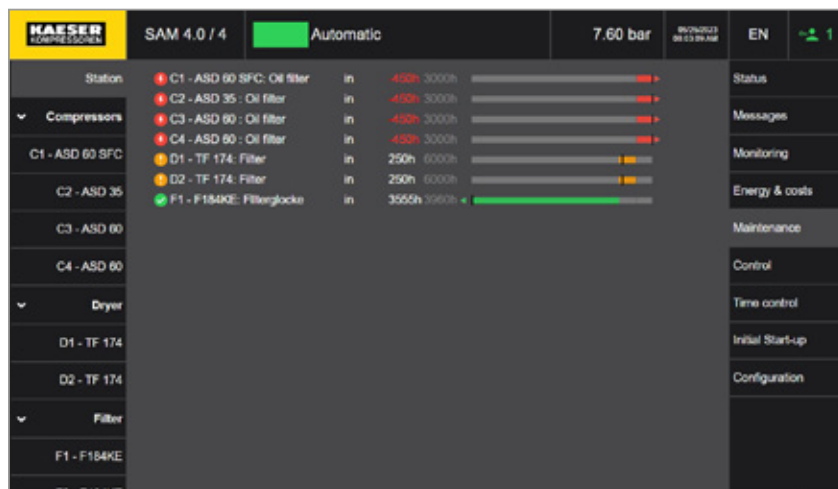 KAESER
KOMPRESSOREN
SAM 4.0 / 4
Automatic
7.60 bar
EN
1
Station
Compressors
C1 - ASD 60 SFC
C2 - ASD 35
C3 - ASD 60
C4 - ASD 60
Dryer
D1 - TF 174
D2 - TF 174
Filter
F1 - F184KE
C1 - ASD 60 SFC: Oil filter in -450h 3000h
C2 - ASD 35 : Oil filter in -450h 3000h
C3 - ASD 60 : Oil filter in -450h 3000h
C4 - ASD 60 : Oil filter in -450h 3000h
D1 - TF 174: Filter in 250h 6000h
D2 - TF 174: Filter in 250h 6000h
F1 - F184KE: Filterglocke in 3555h 3960h
Status
Messages
Monitoring
Energy & costs
Maintenance
Control
Time control
Initial Start-up
Configuration